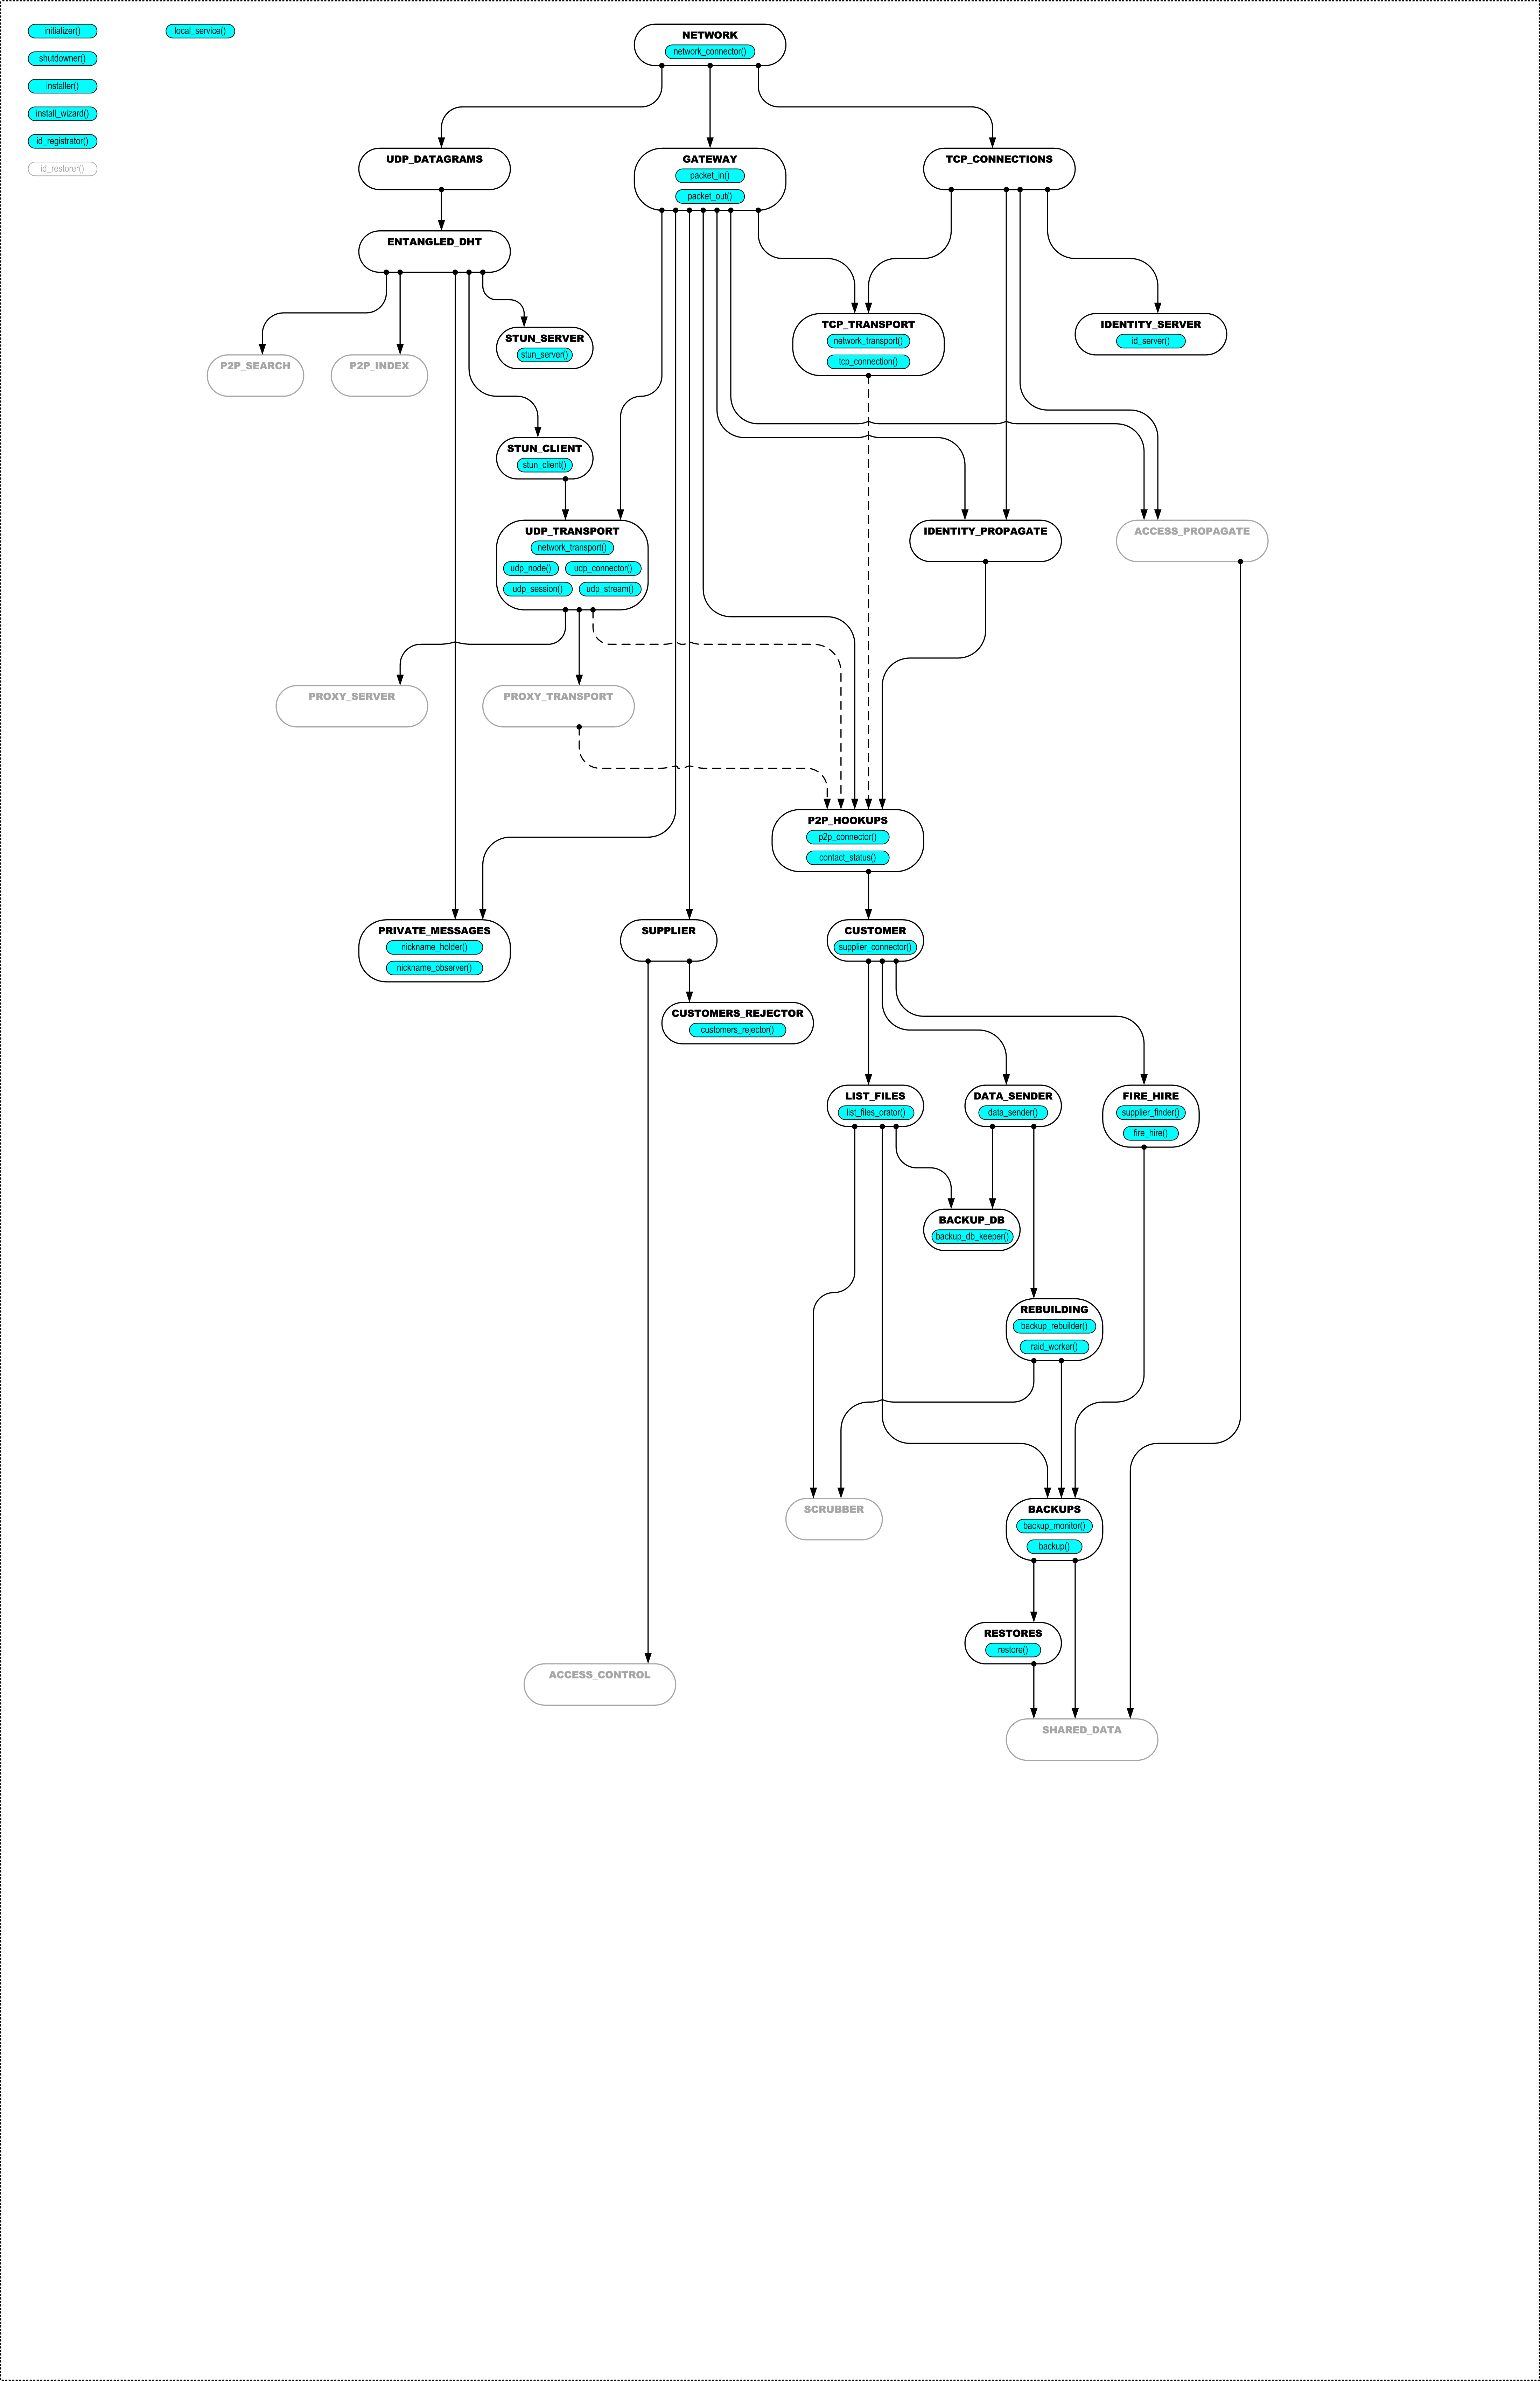 initializer()
local_service()
shutdowner()
installer()
install_wizard()
id_registrator()
id_restorer()
NETWORK
network_connector()
UDP_DATAGRAMS
GATEWAY
packet_in()
packet_out()
TCP_CONNECTIONS
ENTANGLED_DHT
STUN_SERVER
stun_server()
TCP_TRANSPORT
network_transport()
tcp_connection()
IDENTITY_SERVER
id_server()
P2P_SEARCH
P2P_INDEX
STUN_CLIENT
stun_client()
UDP_TRANSPORT
network_transport()
udp_node()
udp_connector()
udp_session()
udp_stream()
IDENTITY_PROPAGATE
ACCESS_PROPAGATE
PROXY_SERVER
PROXY_TRANSPORT
P2P_HOOKUPS
p2p_connector()
contact_status()
PRIVATE_MESSAGES
nickname_holder()
nickname_observer()
SUPPLIER
CUSTOMER
supplier_connector()
CUSTOMERS_REJECTOR
customers_rejector()
LIST_FILES
list_files_orator()
DATA_SENDER
data_sender()
FIRE_HIRE
supplier_finder()
fire_hire()
BACKUP_DB
backup_db_keeper()
REBUILDING
backup_rebuilder()
raid_worker()
SCRUBBER
BACKUPS
backup_monitor()
backup()
RESTORES
restore()
ACCESS_CONTROL
SHARED_DATA